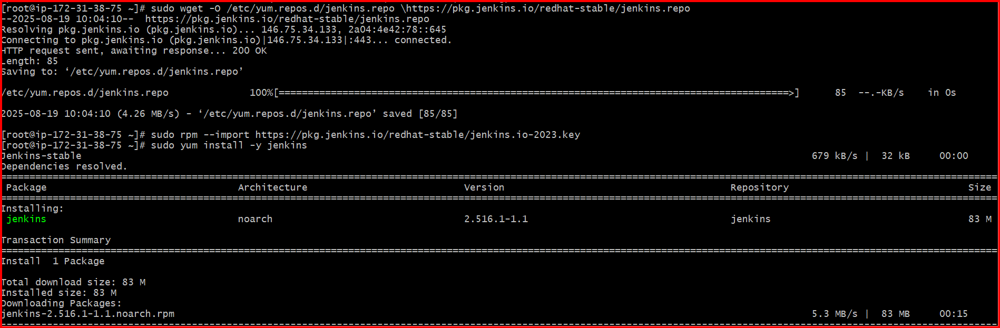 [root@ip-172-31-38-75 ~]# sudo wget -O /etc/yum.repos.d/jenkins.repo \https://pkg.jenkins.io/redhat-stable/jenkins.repo
--2025-08-19 10:04:10--  https://pkg.jenkins.io/redhat-stable/jenkins.repo
Resolving pkg.jenkins.io (pkg.jenkins.io)... 146.75.34.133, 2a04:4e42:78::645
Connecting to pkg.jenkins.io (pkg.jenkins.io)|146.75.34.133|:443... connected.
HTTP request sent, awaiting response... 200 OK
Length: 85
Saving to: ‘/etc/yum.repos.d/jenkins.repo’
/etc/yum.repos.d/jenkins.repo 100%[========================================================================================>] 85 --.-KB/s in 0s
2025-08-19 10:04:10 (4.26 MB/s) - ‘/etc/yum.repos.d/jenkins.repo’ saved [85/85]
[root@ip-172-31-38-75 ~]# sudo rpm --import https://pkg.jenkins.io/redhat-stable/jenkins.io-2023.key
[root@ip-172-31-38-75 ~]# sudo yum install -y jenkins
Jenkins-stable 679 kB/s | 32 kB 00:00
Dependencies resolved.
Package Architecture Version Repository Size
Installing:
jenkins noarch 2.516.1-1.1 jenkins 83 M
Transaction Summary
Install  1 Package
Total download size: 83 M
Installed size: 83 M
Downloading Packages:
jenkins-2.516.1-1.1.noarch.rpm 5.3 MB/s | 83 MB 00:15